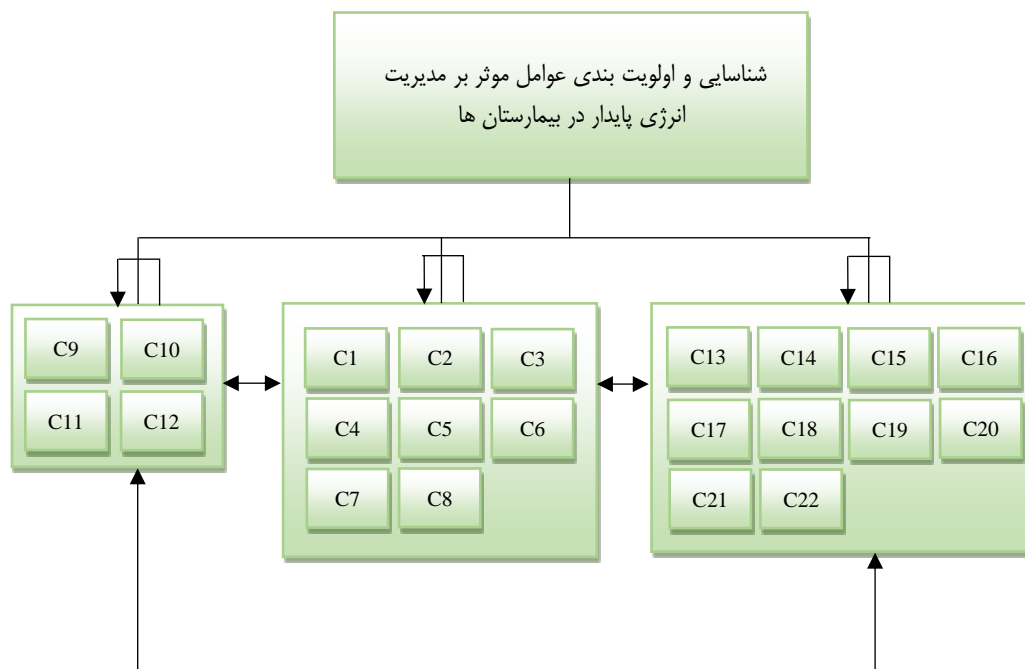 شناسایی و اولویت بندی عوامل موثر بر مدیریت
انرژی پایدار در بیمارستان ها
C9 C10
C11 C12
C1 C2 C3
C4 C5 C6
C7 C8
C13 C14 C15 C16
C17 C18 C19 C20
C21 C22